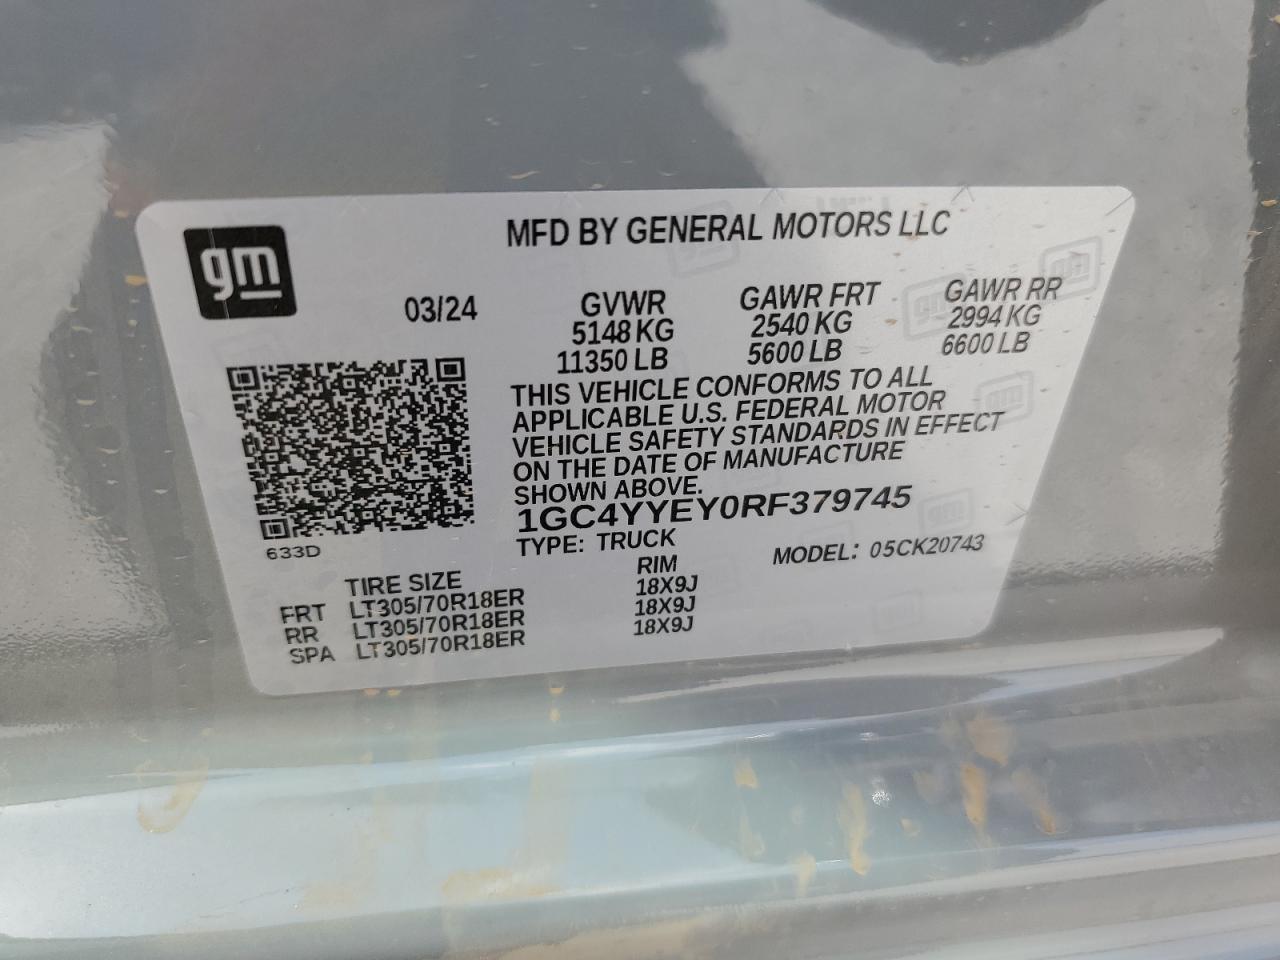 gm
MFD BY GENERAL MOTORS LLC
03/24
GVWR GAWR FRT GAWR RR
5148 KG 2540 KG 2994 KG
11350 LB 5600 LB 6600 LB
THIS VEHICLE CONFORMS TO ALL
APPLICABLE U.S. FEDERAL MOTOR
VEHICLE SAFETY STANDARDS IN EFFECT
ON THE DATE OF MANUFACTURE
SHOWN ABOVE.
1GC4YYEY0RF379745
633D
TYPE: TRUCK MODEL: 05CK20743
TIRE SIZE RIM
FRT LT305/70R18ER 18X9J
RR LT305/70R18ER 18X9J
SPA LT305/70R18ER 18X9J